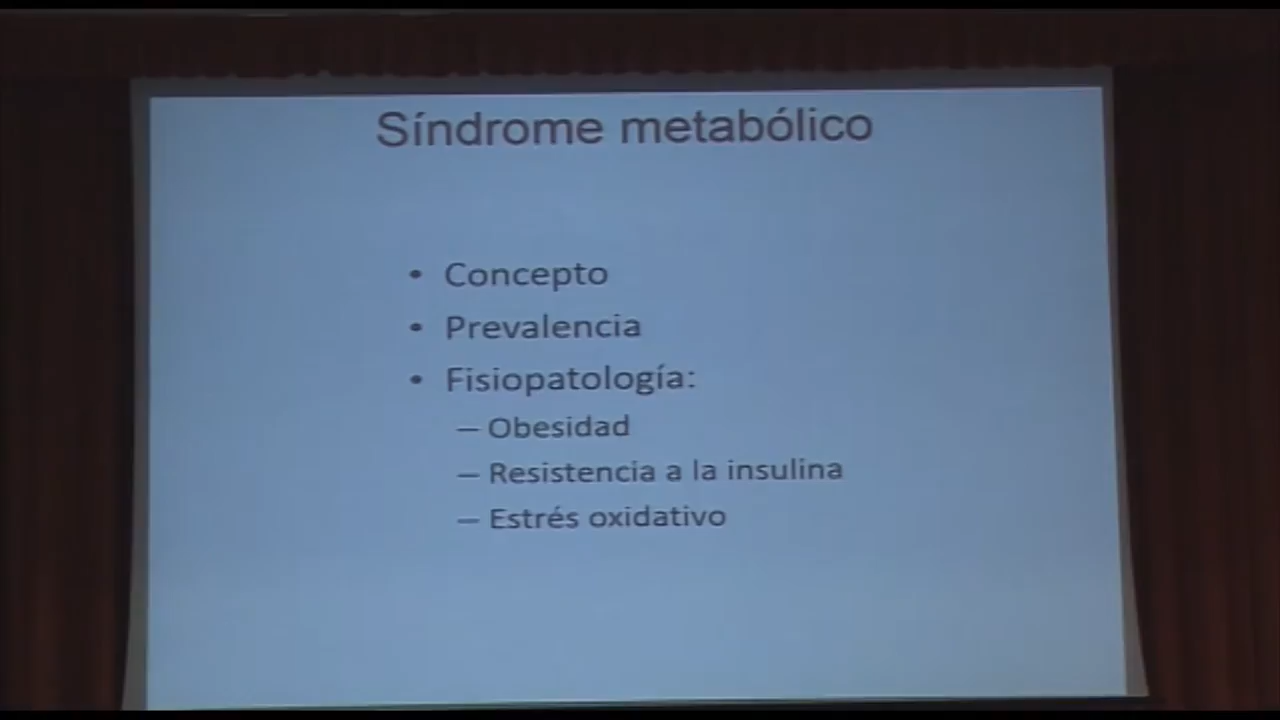 Síndrome metabólico
• Concepto
• Prevalencia
• Fisiopatología:
– Obesidad
– Resistencia a la insulina
– Estrés oxidativo